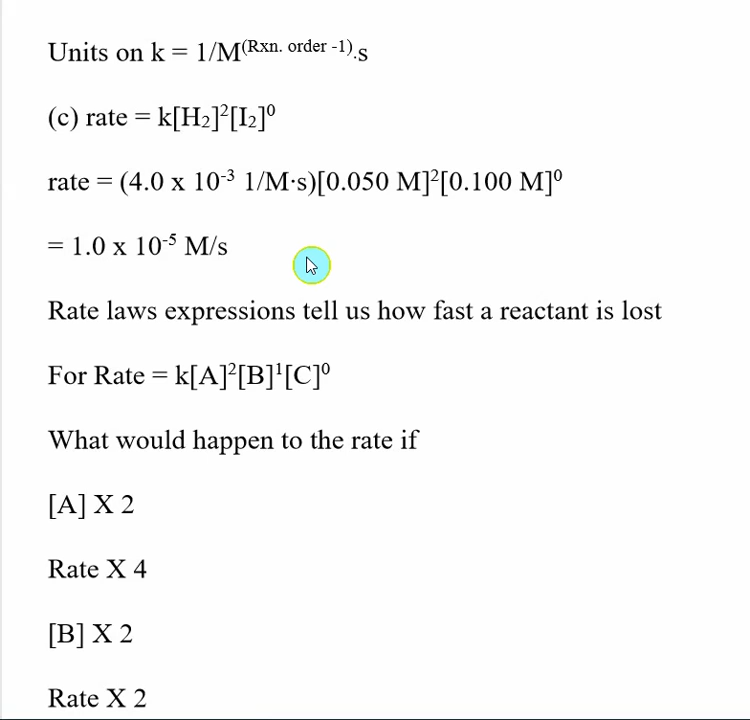 Units on k = 1/M⁽ᴿˣⁿ· ᵒʳᵈᵉʳ ⁻¹⁾·s
(c) rate = k[H₂]²[I₂]⁰
rate = (4.0 x 10⁻³ 1/M·s)[0.050 M]²[0.100 M]⁰
= 1.0 x 10⁻⁵ M/s
Rate laws expressions tell us how fast a reactant is lost
For Rate = k[A]²[B]¹[C]⁰
What would happen to the rate if
[A] X 2
Rate X 4
[B] X 2
Rate X 2